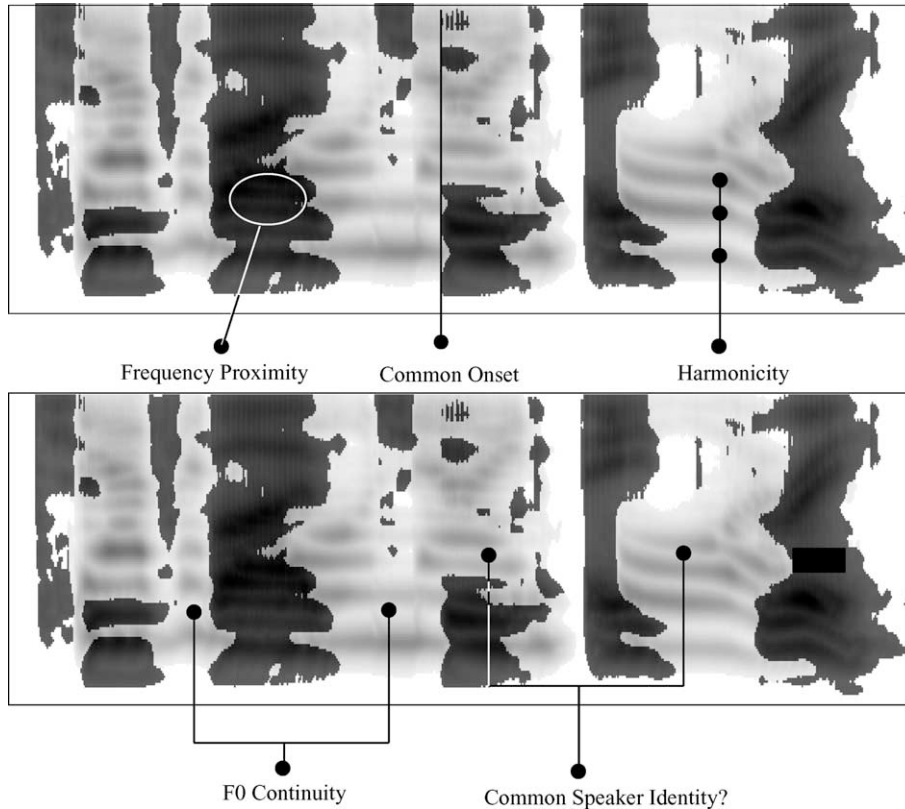 Frequency Proximity
Common Onset
Harmonicity
F0 Continuity
Common Speaker Identity?